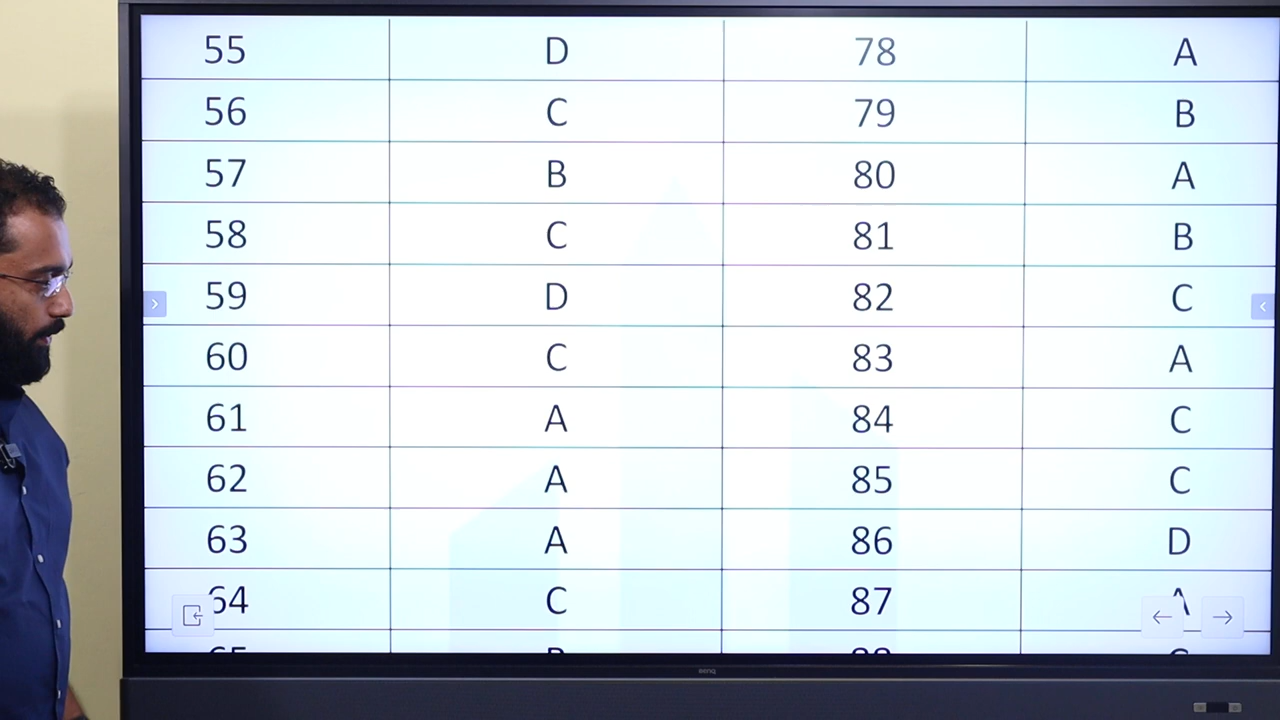 55 D 78 A
56 C 79 B
57 B 80 A
58 C 81 B
59 D 82 C
60 C 83 A
61 A 84 C
62 A 85 C
63 A 86 D
64 C 87 A
benq